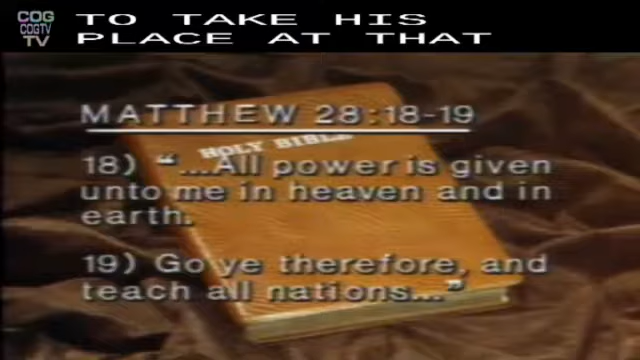 COG
COGTV
TV
TO TAKE HIS
PLACE AT THAT
MATTHEW 28:18-19
HOLY BIBLE
18) “...All power is given
unto me in heaven and in
earth.
19) Go ye therefore, and
teach all nations...”